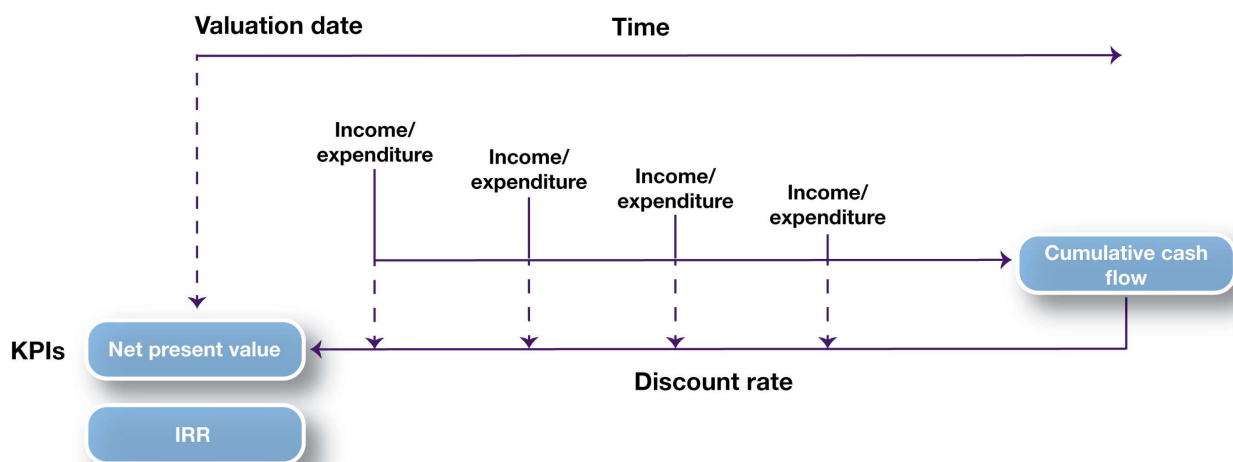 Valuation date
Time
Income/
expenditure
Income/
expenditure
Income/
expenditure
Income/
expenditure
Cumulative cash
flow
KPIs
Net present value
Discount rate
IRR